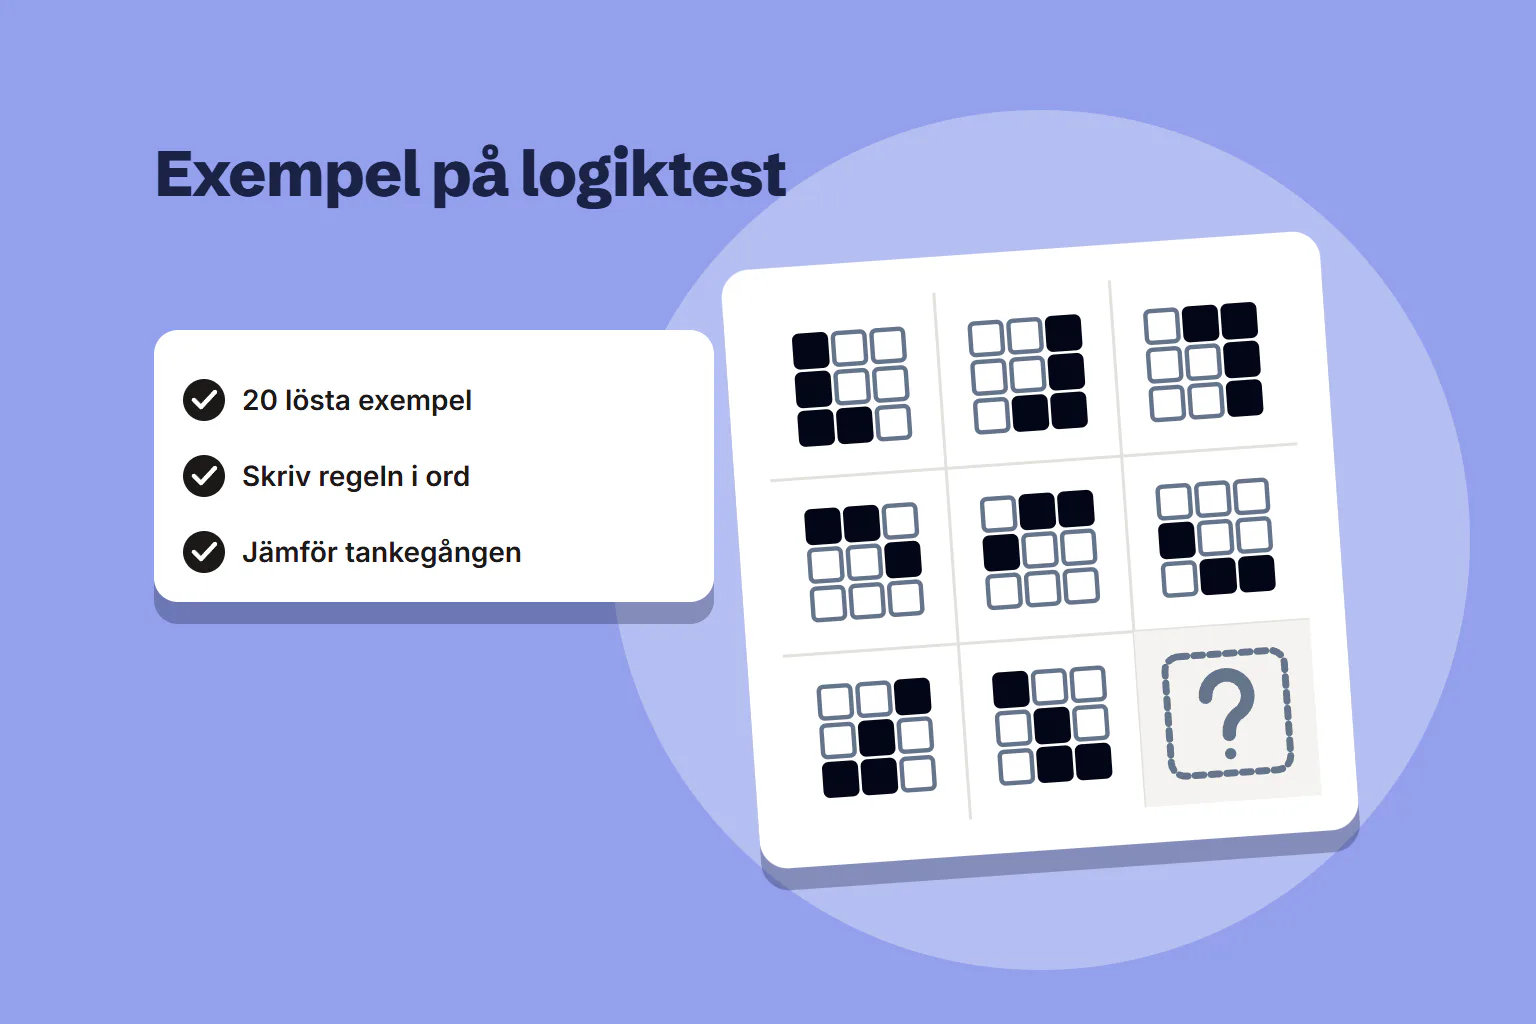 Exempel på logiktest
20 lösta exempel
Skriv regeln i ord
Jämför tankegången
?